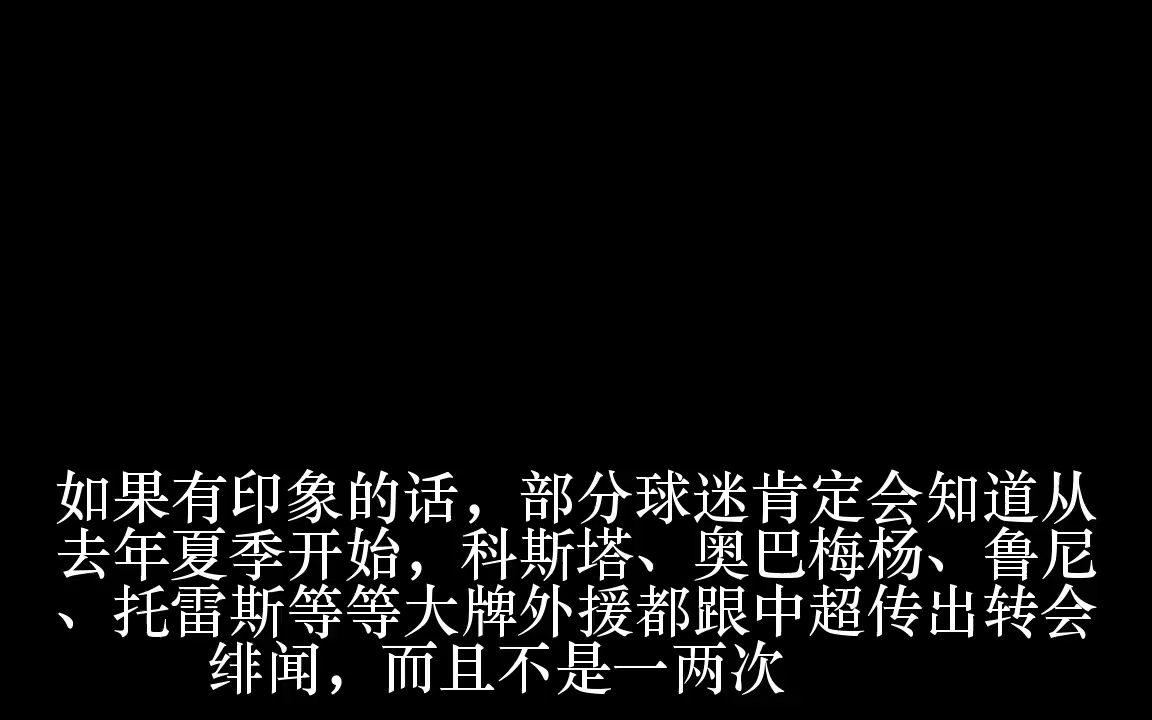 如果有印象的话，部分球迷肯定会知道从
去年夏季开始，科斯塔、奥巴梅杨、鲁尼
、托雷斯等等大牌外援都跟中超传出转会
绯闻，而且不是一两次